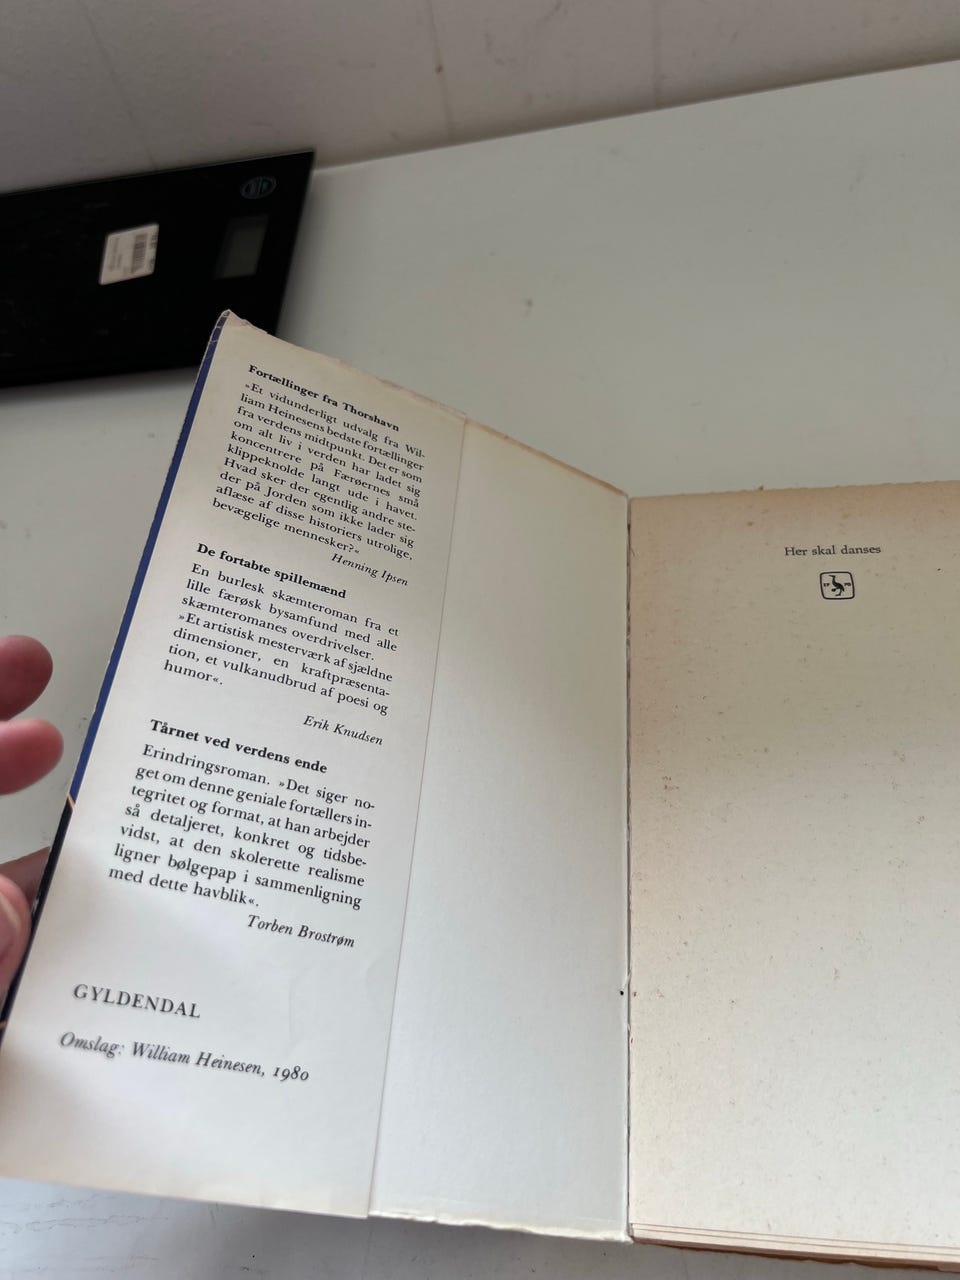 Fortællinger fra Thorshavn
»Et vidunderligt udvalg fra Wil-
liam Heinesens bedste fortællinger
fra verdens midtpunkt. Det er som
om alt liv i verden har ladet sig
koncentrere på Færøernes små
klippeknolde langt ude i havet.
Hvad sker der egentlig andre ste-
der på Jorden som ikke lader sig
aflæse af disse historiers utrolige,
bevægelige mennesker?«
Henning Ipsen
De fortabte spillemænd
En burlesk skæmteroman fra et
lille færøsk bysamfund med alle
skæmteromanes overdrivelser.
»Et artistisk mesterværk af sjældne
dimensioner, en kraftpræsenta-
tion, et vulkanudbrud af poesi og
humor«.
Erik Knudsen
Tårnet ved verdens ende
Erindringsroman. »Det siger no-
get om denne geniale fortællers in-
tegritet og format, at han arbejder
så detaljeret, konkret og tidsbe-
vidst, at den skolerette realisme
ligner bølgepap i sammenligning
med dette havblik«.
Torben Brostrøm
GYLDENDAL
Omslag: William Heinesen, 1980
Her skal danses